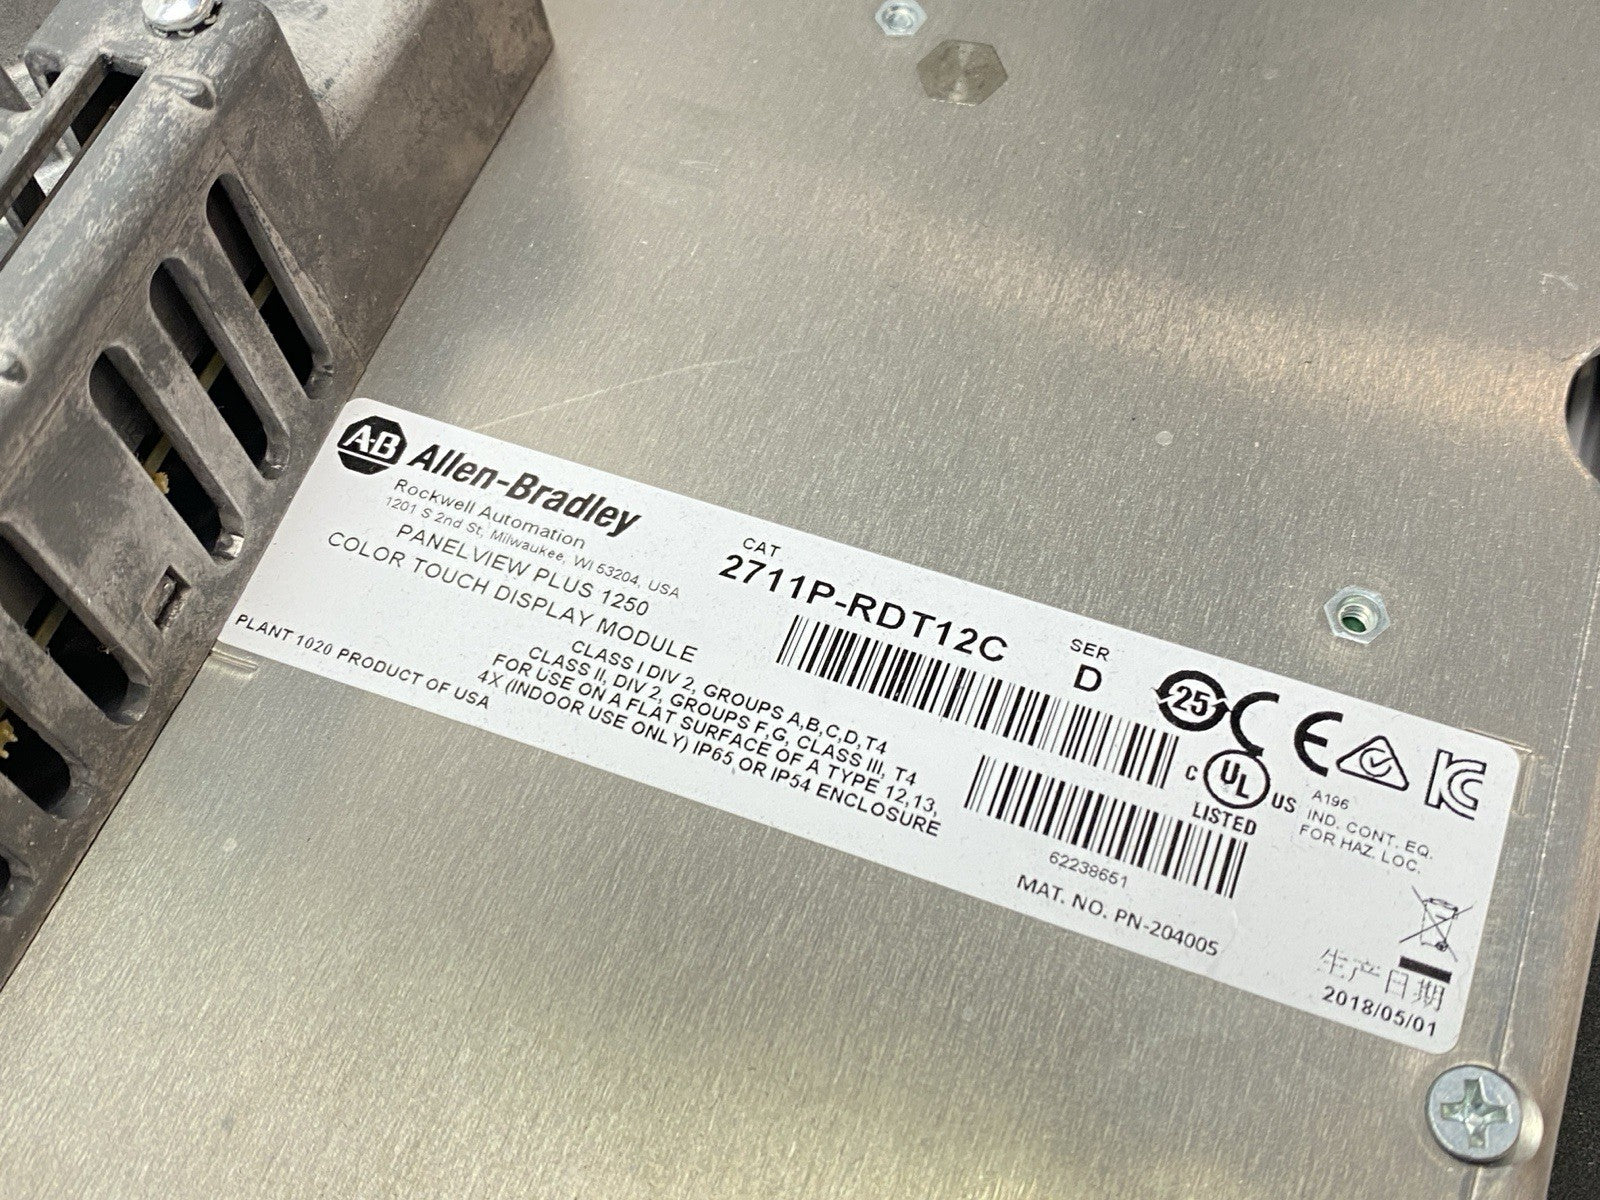 A·B Allen-Bradley
Rockwell Automation
1201 S 2nd St, Milwaukee, WI 53204, USA
PANELVIEW PLUS 1250
COLOR TOUCH DISPLAY MODULE
CLASS I DIV 2, GROUPS A,B,C,D,T4
CLASS II, DIV 2, GROUPS F,G, CLASS III, T4
FOR USE ON A FLAT SURFACE OF A TYPE 12,13,
4X (INDOOR USE ONLY) IP65 OR IP54 ENCLOSURE
PLANT 1020 PRODUCT OF USA
CAT
2711P-RDT12C
SER
D
62238651
MAT. NO. PN-204005
25
CE
KC
C UL US
LISTED
A196
IND. CONT. EQ.
FOR HAZ. LOC.
生产日期
2018/05/01